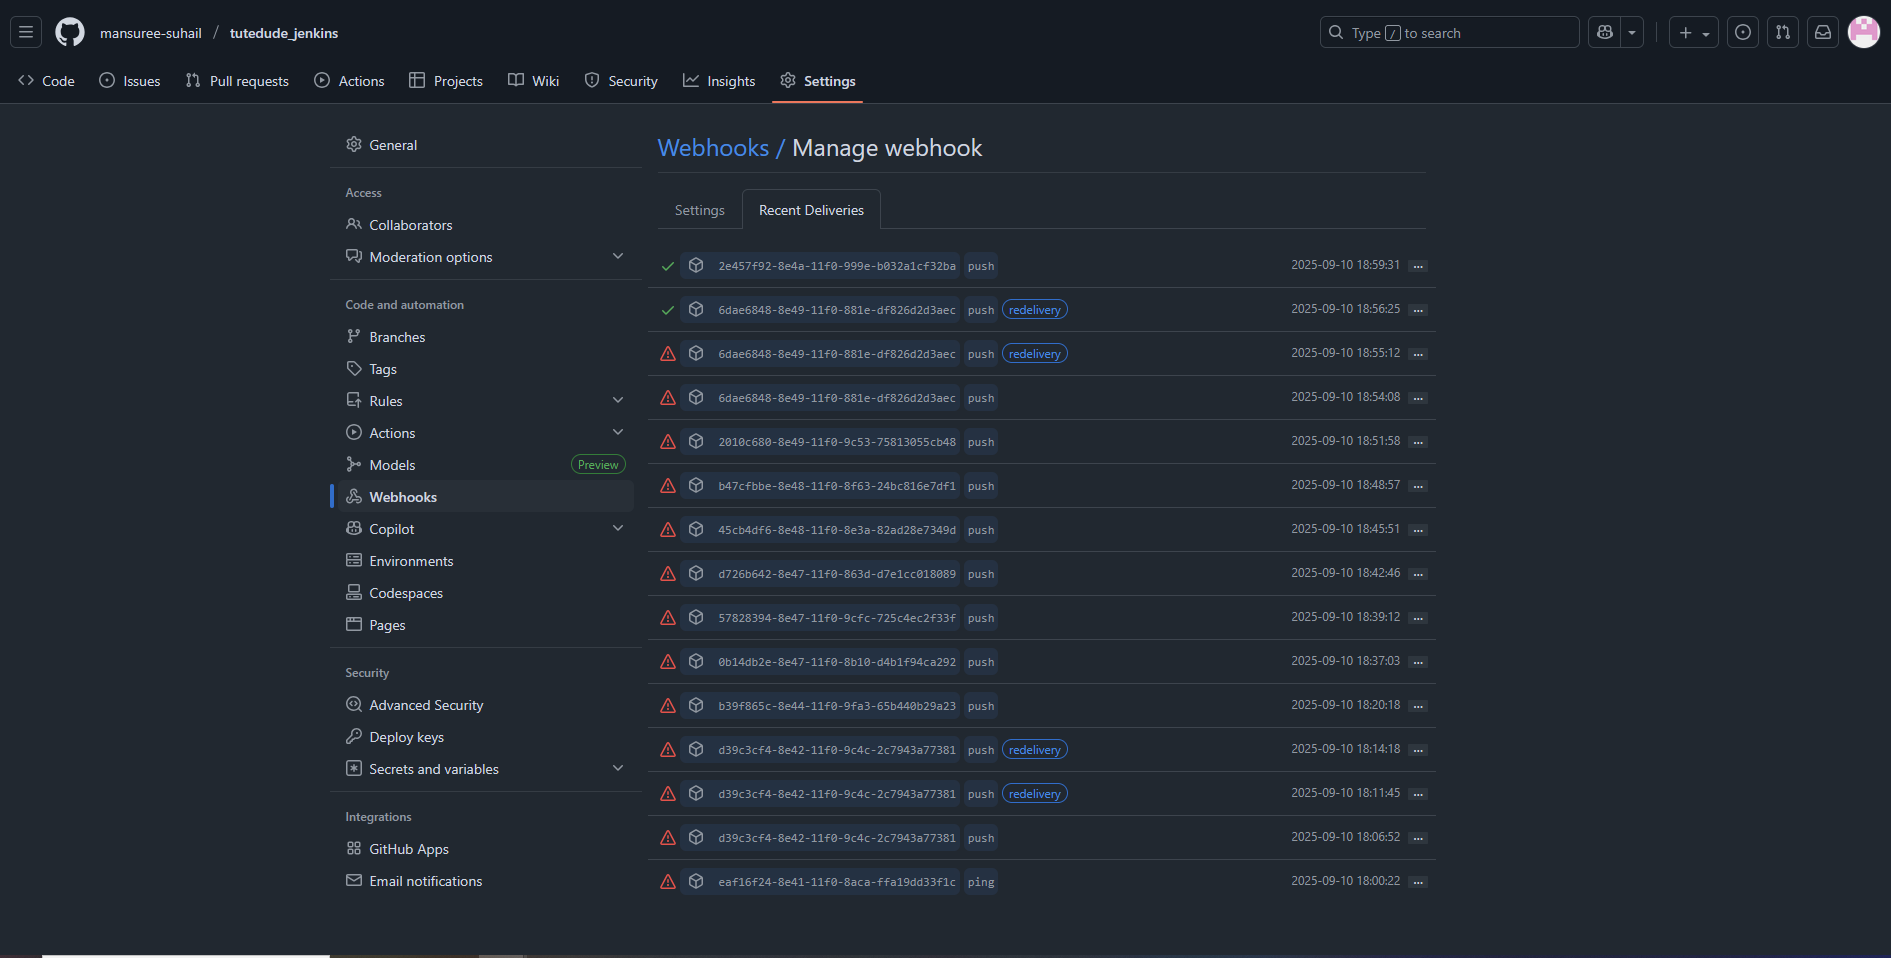 mansuree-suhail / tutedude_jenkins
Type / to search
Code
Issues
Pull requests
Actions
Projects
Wiki
Security
Insights
Settings
General
Access
Collaborators
Moderation options
Code and automation
Branches
Tags
Rules
Actions
Models
Preview
Webhooks
Copilot
Environments
Codespaces
Pages
Security
Advanced Security
Deploy keys
Secrets and variables
Integrations
GitHub Apps
Email notifications
Webhooks / Manage webhook
Settings
Recent Deliveries
2e457f92-8e4a-11f0-999e-b032a1cf32ba push 2025-09-10 18:59:31 ...
6dae6848-8e49-11f0-881e-df826d2d3aec push redelivery 2025-09-10 18:56:25 ...
6dae6848-8e49-11f0-881e-df826d2d3aec push redelivery 2025-09-10 18:55:12 ...
6dae6848-8e49-11f0-881e-df826d2d3aec push 2025-09-10 18:54:08 ...
2010c680-8e49-11f0-9c53-75813055cb48 push 2025-09-10 18:51:58 ...
b47cfbbe-8e48-11f0-8f63-24bc816e7df1 push 2025-09-10 18:48:57 ...
45cb4df6-8e48-11f0-8e3a-82ad28e7349d push 2025-09-10 18:45:51 ...
d726b642-8e47-11f0-863d-d7e1cc018089 push 2025-09-10 18:42:46 ...
57828394-8e47-11f0-9cfc-725c4ec2f33f push 2025-09-10 18:39:12 ...
0b14db2e-8e47-11f0-8b10-d4b1f94ca292 push 2025-09-10 18:37:03 ...
b39f865c-8e44-11f0-9fa3-65b440b29a23 push 2025-09-10 18:20:18 ...
d39c3cf4-8e42-11f0-9c4c-2c7943a77381 push redelivery 2025-09-10 18:14:18 ...
d39c3cf4-8e42-11f0-9c4c-2c7943a77381 push redelivery 2025-09-10 18:11:45 ...
d39c3cf4-8e42-11f0-9c4c-2c7943a77381 push 2025-09-10 18:06:52 ...
eaf16f24-8e41-11f0-8aca-ffa19dd33f1c ping 2025-09-10 18:00:22 ...